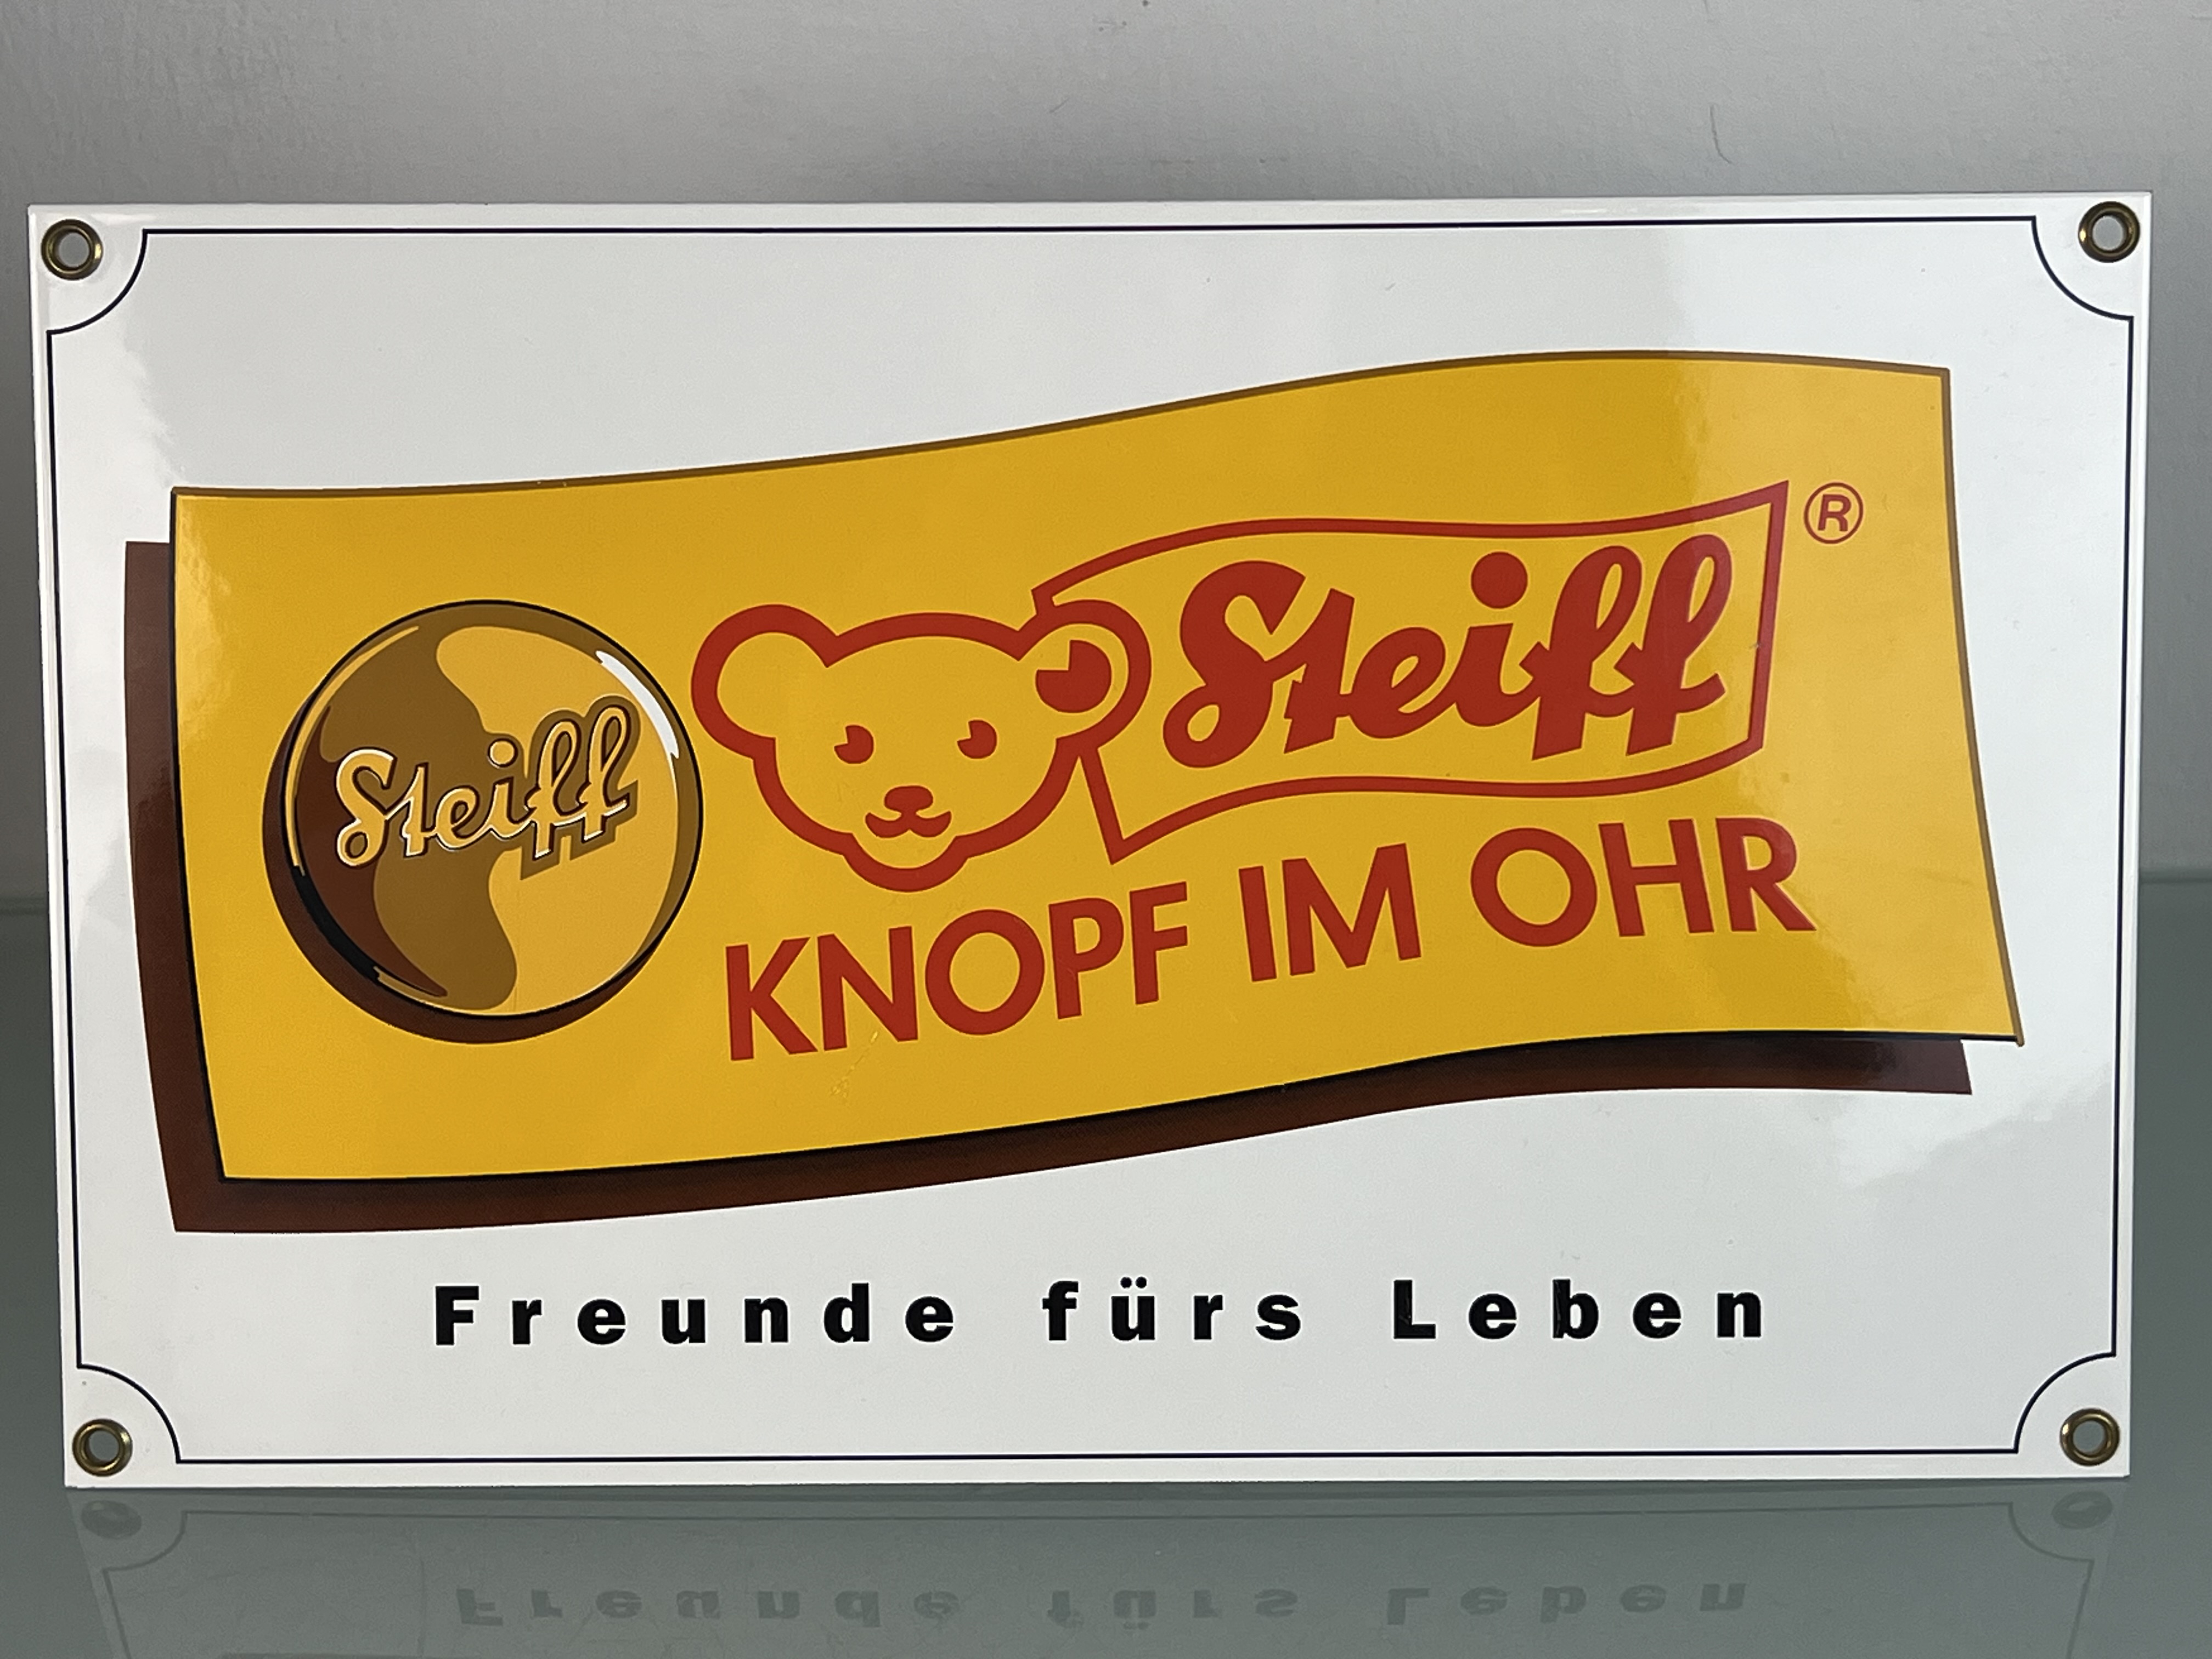 Steiff
Steiff ®
KNOPF IM OHR
Freunde fürs Leben